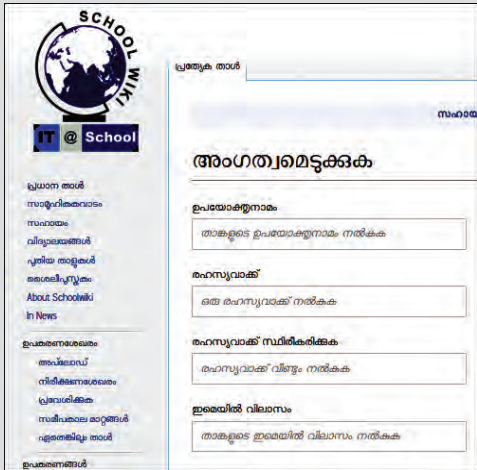 SCHOOL WIKI
IT @ School
പ്രധാന താൾ
സാമൂഹികകവാടം
സഹായം
വിദ്യാലയങ്ങൾ
പുതിയ താളുകൾ
ശൈലീപുസ്തകം
About Schoolwiki
In News
ഉപകരണശേഖരം
അപ്‌ലോഡ്
നിരീക്ഷണശേഖരം
പ്രവേശിക്കുക
സമീപകാല മാറ്റങ്ങൾ
ഏതെങ്കിലും താൾ
ഉപകരണങ്ങൾ
പ്രത്യേക താൾ
സഹായ
അംഗത്വമെടുക്കുക
ഉപയോക്തൃനാമം
താങ്കളുടെ ഉപയോക്തൃനാമം നൽകുക
രഹസ്യവാക്ക്
ഒരു രഹസ്യവാക്ക് നൽകുക
രഹസ്യവാക്ക് സ്ഥിരീകരിക്കുക
രഹസ്യവാക്ക് വീണ്ടും നൽകുക
ഇമെയിൽ വിലാസം
താങ്കളുടെ ഇമെയിൽ വിലാസം നൽകുക